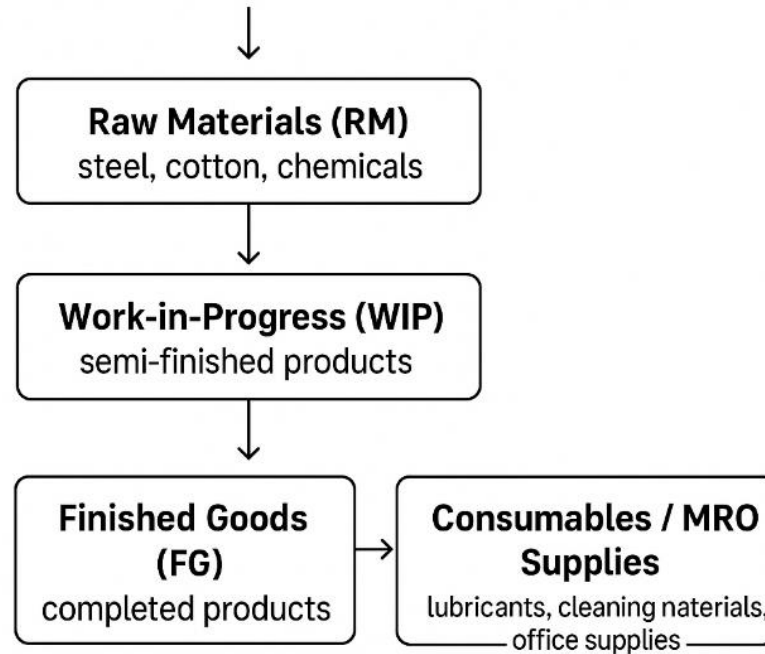 Raw Materials (RM)
steel, cotton, chemicals
Work-in-Progress (WIP)
semi-finished products
Finished Goods
(FG)
completed products
Consumables / MRO
Supplies
lubricants, cleaning naterials,
office supplies